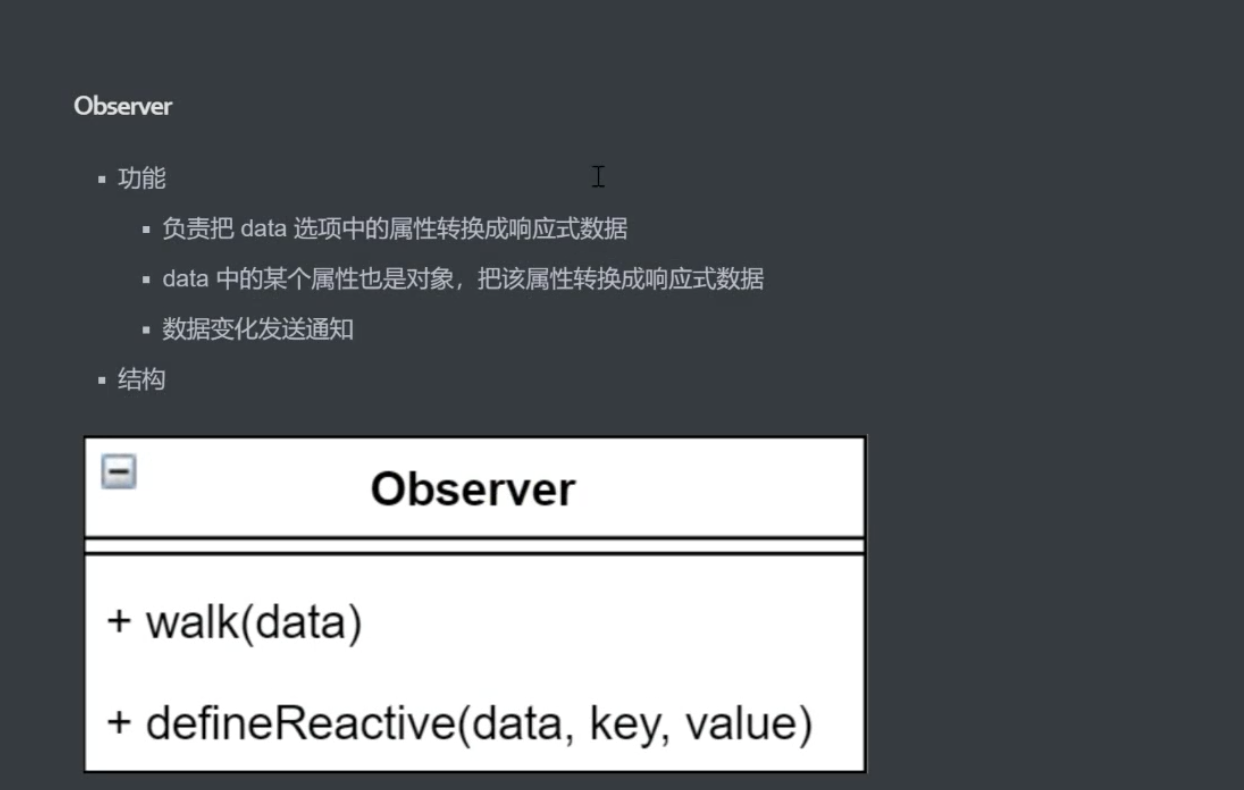 Observer
功能
负责把 data 选项中的属性转换成响应式数据
data 中的某个属性也是对象，把该属性转换成响应式数据
数据变化发送通知
结构
Observer
+ walk(data)
+ defineReactive(data, key, value)